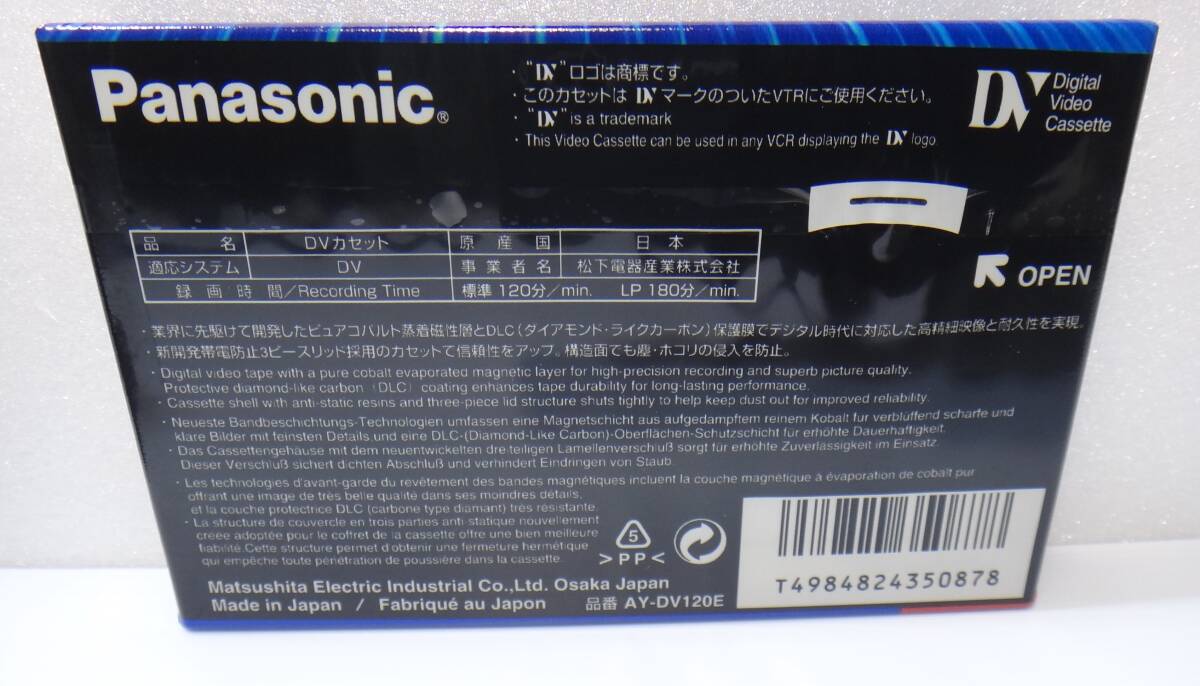 Panasonic®
・"DV"ロゴは商標です。
・このカセットは DV マークのついたVTRにご使用ください。
・"DV" is a trademark
・This Video Cassette can be used in any VCR displaying the DV logo.
DV Digital
Video
Cassette
OPEN
品名 DVカセット 原産国 日本
適応システム DV 事業者名 松下電器産業株式会社
録画時間/Recording Time 標準 120分/min. LP 180分/min.
・業界に先駆けて開発したピュアコバルト蒸着磁性層とDLC(ダイアモンド・ライクカーボン)保護膜でデジタル時代に対応した高精細映像と耐久性を実現。
・新開発帯電防止3ピースリッド採用のカセットで信頼性をアップ。構造面でも塵・ホコリの侵入を防止。
・Digital video tape with a pure cobalt evaporated magnetic layer for high-precision recording and superb picture quality.
Protective diamond-like carbon (DLC) coating enhances tape durability for long-lasting performance.
・Cassette shell with anti-static resins and three-piece lid structure shuts tightly to help keep dust out for improved reliability.
・Neueste Bandbeschichtungs-Technologien umfassen eine Magnetschicht aus aufgedampftem reinem Kobalt für verblüffend scharfe und
klare Bilder mit feinsten Details und eine DLC-(Diamond-Like Carbon)-Oberflächen-Schutzschicht für erhöhte Dauerhaftigkeit.
・Das Cassettengehäuse mit dem neuentwickelten dreiteiligen Lamellenverschluß sorgt für erhöhte Zuverlässigkeit im Einsatz.
Dieser Verschluß sichert dichten Abschluß und verhindert Eindringen von Staub.
・Les technologies d'avant-garde du revêtement des bandes magnétiques incluent la couche magnétique à évaporation de cobalt pur
offrant une image de très belle qualité dans ses moindres détails,
et la couche protectrice DLC (carbone type diamant) très résistante.
・La structure de couvercle en trois parties anti-statique nouvellement
créée adoptée pour le coffret de la cassette offre une bien meilleure
fiabilité. Cette structure permet d'obtenir une fermeture hermétique
qui empêche toute pénétration de poussière dans la cassette.
5
>PP<
T4984824350878
Matsushita Electric Industrial Co.,Ltd. Osaka Japan
Made in Japan / Fabriqué au Japon 品番 AY-DV120E